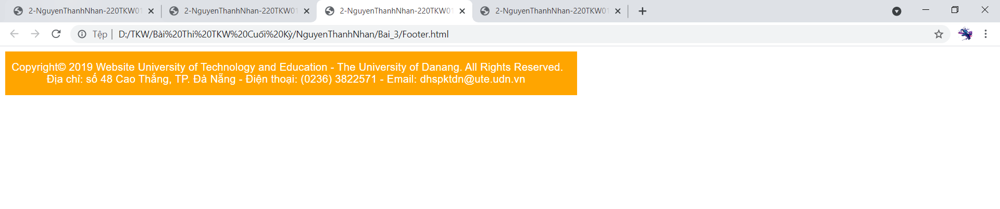 2-NguyenThanhNhan-220TKW01
2-NguyenThanhNhan-220TKW01
2-NguyenThanhNhan-220TKW01
2-NguyenThanhNhan-220TKW01
Tệp | D:/TKW/Bài%20Thi%20TKW%20Cuối%20Kỳ/NguyenThanhNhan/Bai_3/Footer.html
Copyright© 2019 Website University of Technology and Education - The University of Danang. All Rights Reserved.
Địa chỉ: số 48 Cao Thắng, TP. Đà Nẵng - Điện thoại: (0236) 3822571 - Email: dhspktdn@ute.udn.vn